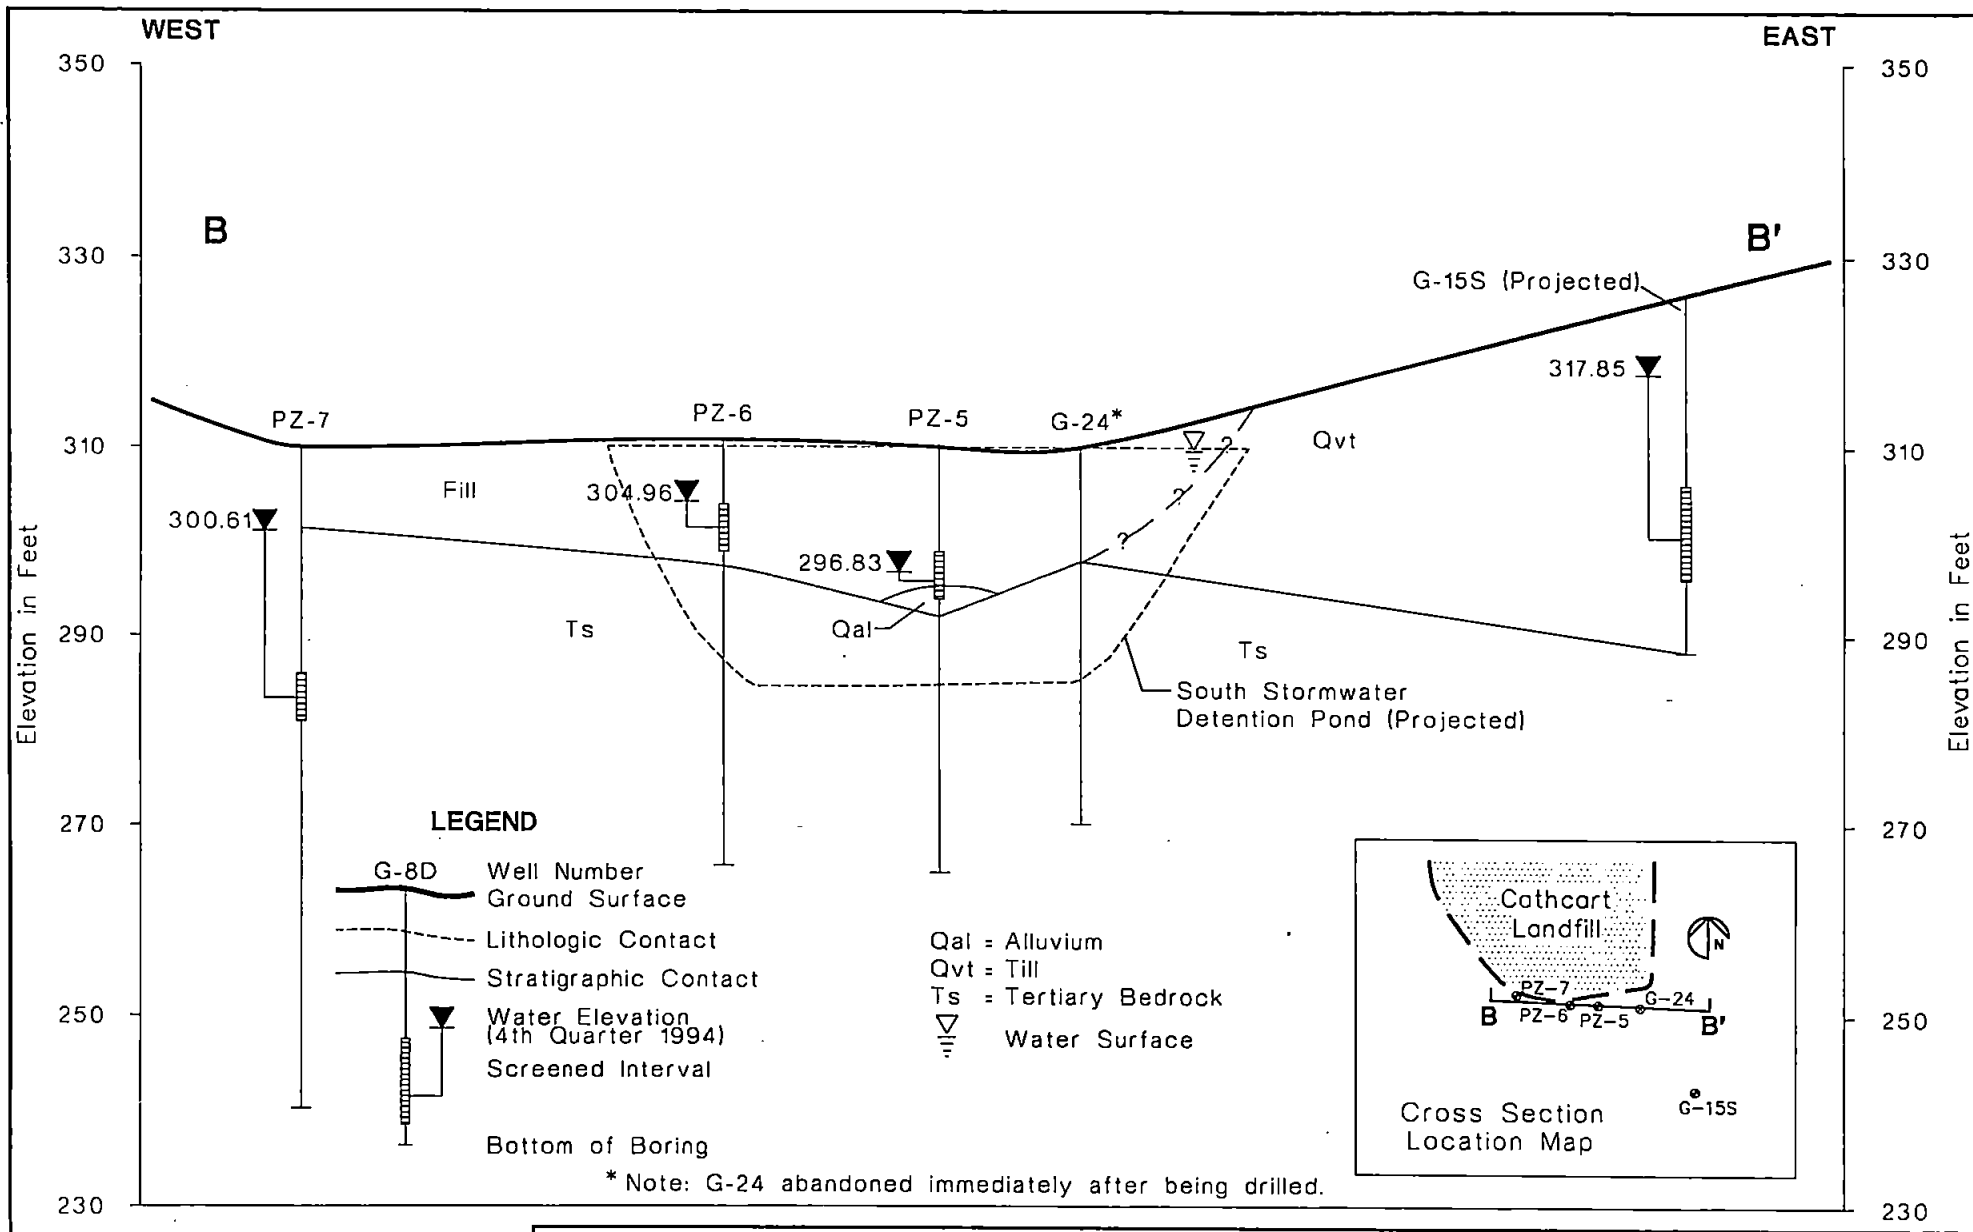 WEST
EAST
350
350
B
B'
330
330
G-15S (Projected)
317.85
PZ-7
PZ-6
PZ-5
G-24*
310
310
Qvt
?
?
?
Fill
304.96
300.61
296.83
Elevation in Feet
Elevation in Feet
290
290
Ts
Qal
Ts
South Stormwater
Detention Pond (Projected)
270
270
LEGEND
G-8D
Well Number
Ground Surface
Lithologic Contact
Stratigraphic Contact
Water Elevation
(4th Quarter 1994)
Screened Interval
Bottom of Boring
Qal = Alluvium
Qvt = Till
Ts = Tertiary Bedrock
Water Surface
250
250
Cathcart
Landfill
N
PZ-7
G-24
B
PZ-6
PZ-5
B'
G-15S
Cross Section
Location Map
* Note: G-24 abandoned immediately after being drilled.
230
230